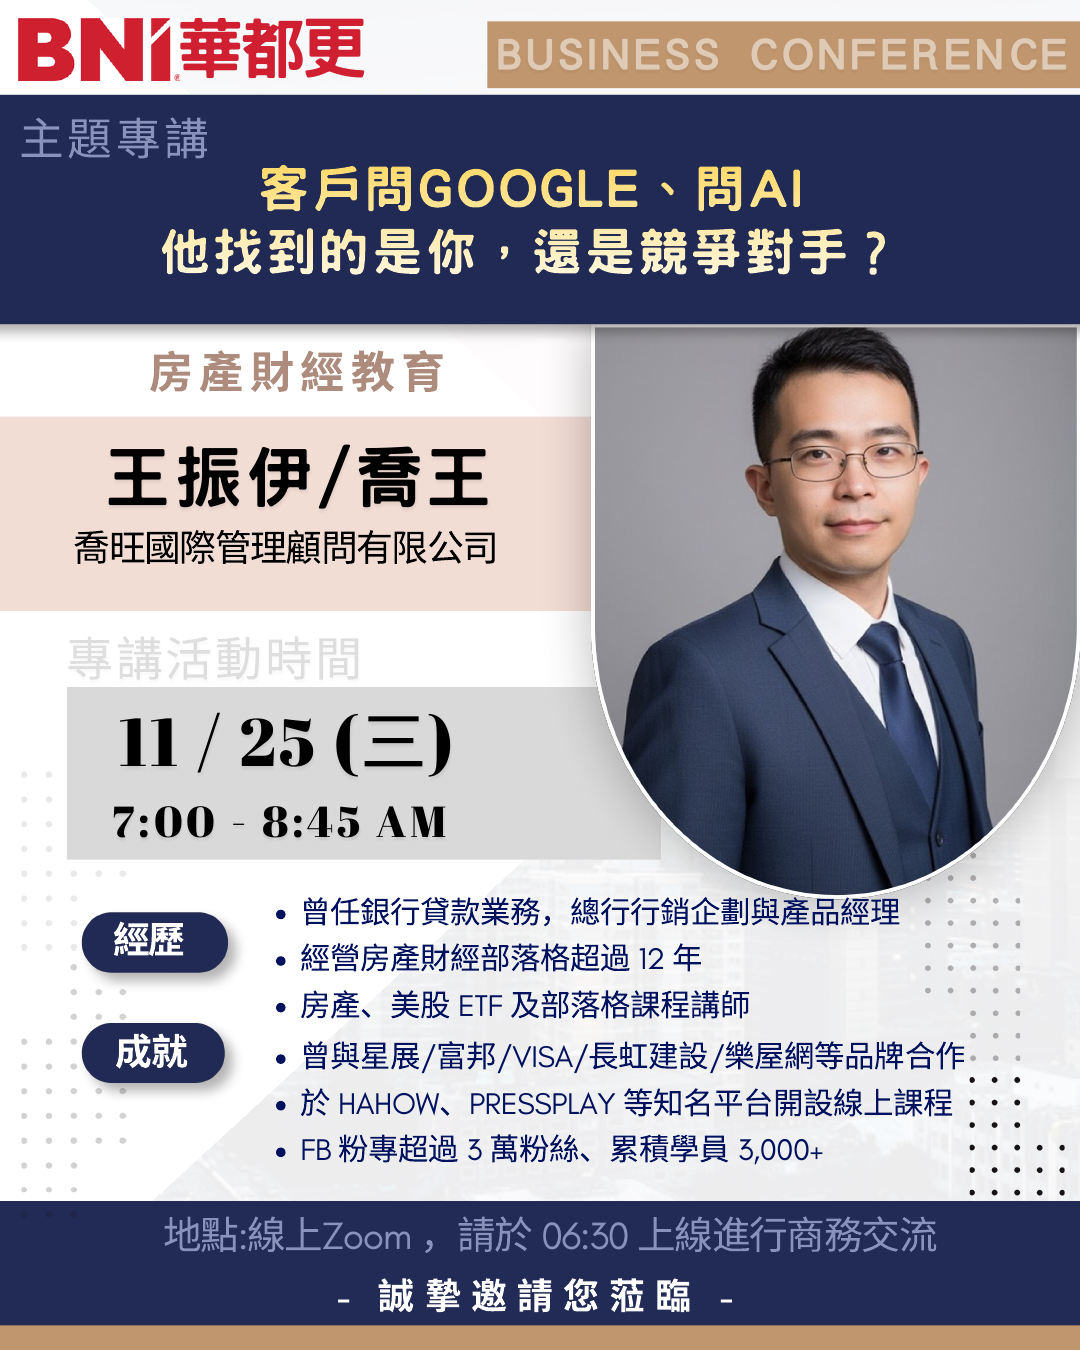 BNI華都更
BUSINESS CONFERENCE
主題專講
客戶問GOOGLE、問AI
他找到的是你，還是競爭對手？
房產財經教育
王振伊/喬王
喬旺國際管理顧問有限公司
專講活動時間
11 / 25 (三)
7:00 - 8:45 AM
經歷
• 曾任銀行貸款業務，總行行銷企劃與產品經理
• 經營房產財經部落格超過 12 年
• 房產、美股 ETF 及部落格課程講師
成就
• 曾與星展/富邦/VISA/長虹建設/樂屋網等品牌合作
• 於 HAHOW、PRESSPLAY 等知名平台開設線上課程
• FB 粉專超過 3 萬粉絲、累積學員 3,000+
地點:線上Zoom ，請於 06:30 上線進行商務交流
- 誠摯邀請您蒞臨 -